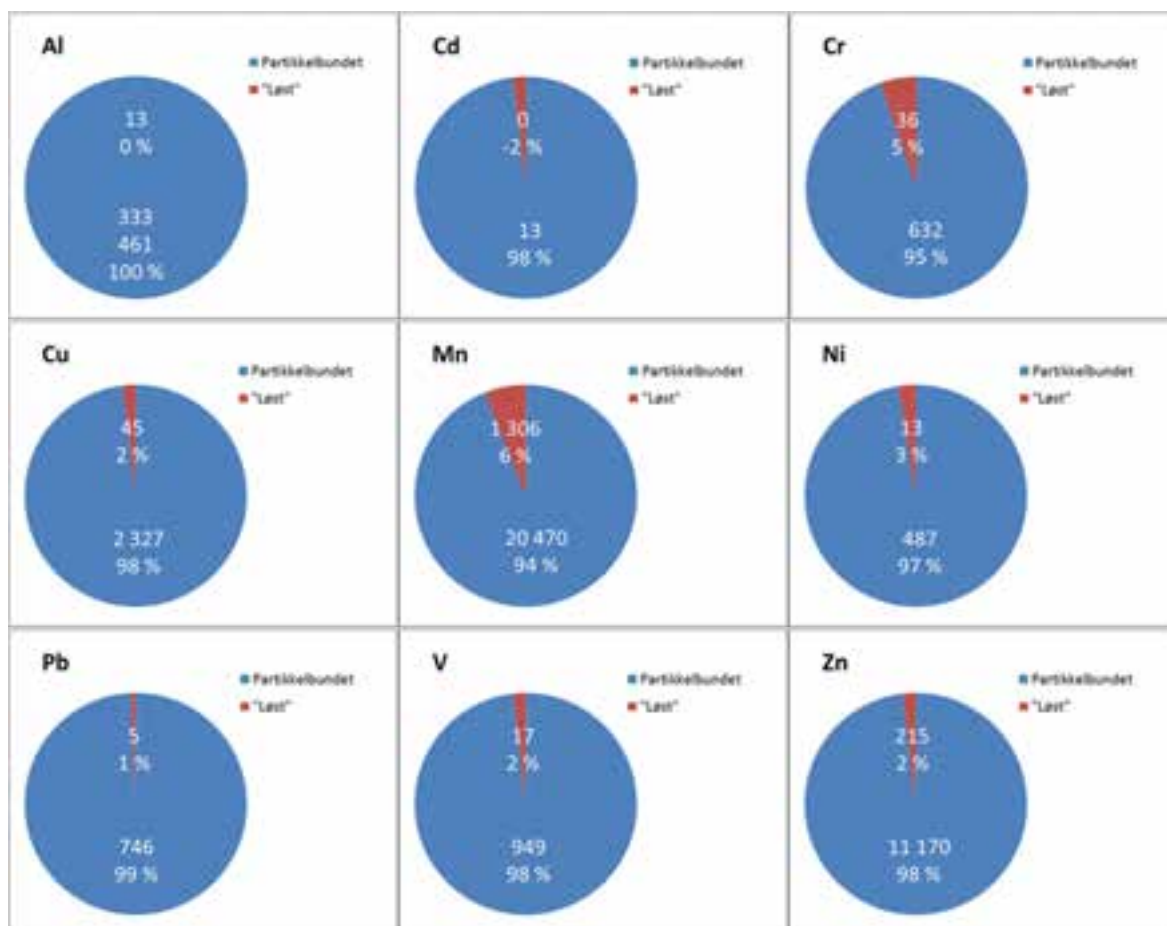 Al
Partikkelbundet
"Løst"
13
0 %
333
461
100 %
Cd
Partikkelbundet
"Løst"
0
-2 %
13
98 %
Cr
Partikkelbundet
"Løst"
36
5 %
632
95 %
Cu
Partikkelbundet
"Løst"
45
2 %
2 327
98 %
Mn
Partikkelbundet
"Løst"
1 306
6 %
20 470
94 %
Ni
Partikkelbundet
"Løst"
13
3 %
487
97 %
Pb
Partikkelbundet
"Løst"
5
1 %
746
99 %
V
Partikkelbundet
"Løst"
17
2 %
949
98 %
Zn
Partikkelbundet
"Løst"
215
2 %
11 170
98 %